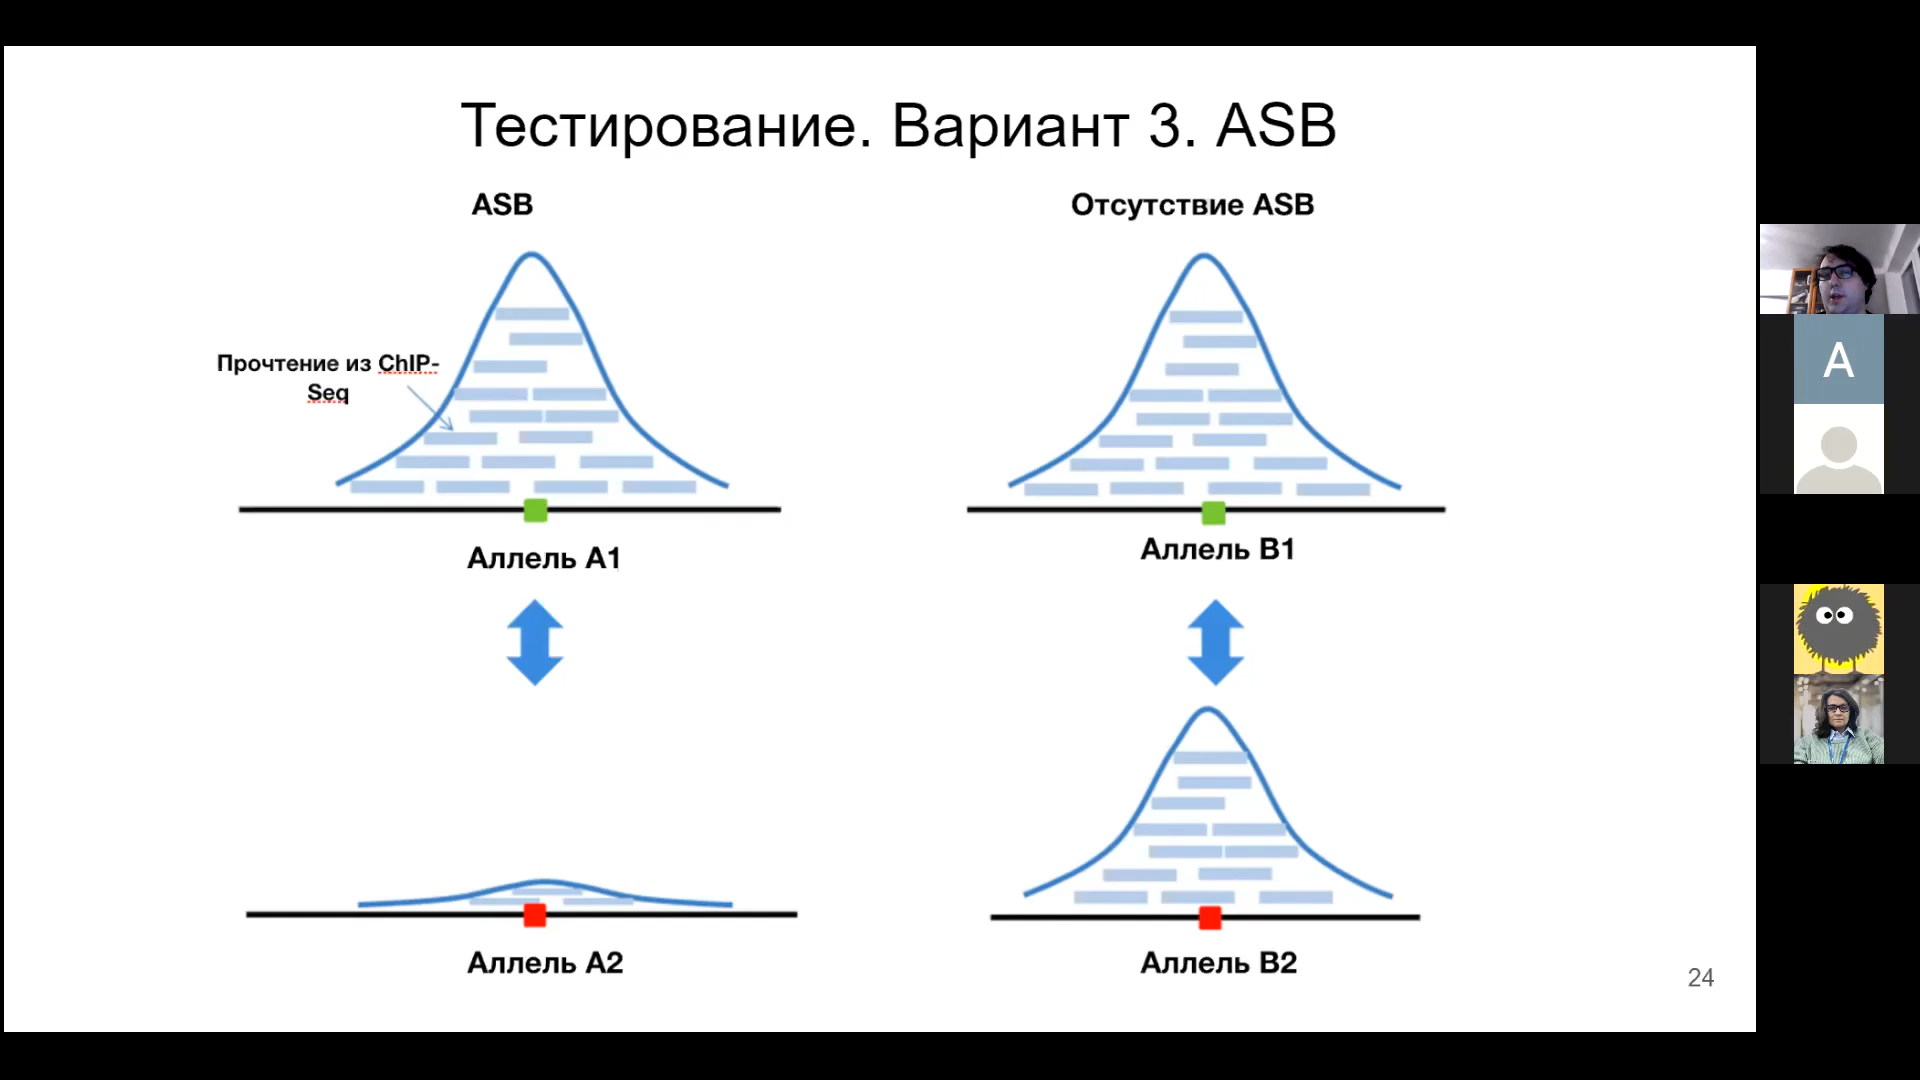 Тестирование. Вариант 3. ASB
ASB
Отсутствие ASB
Прочтение из ChIP-
Seq
Аллель A1
Аллель B1
Аллель A2
Аллель B2
24
A